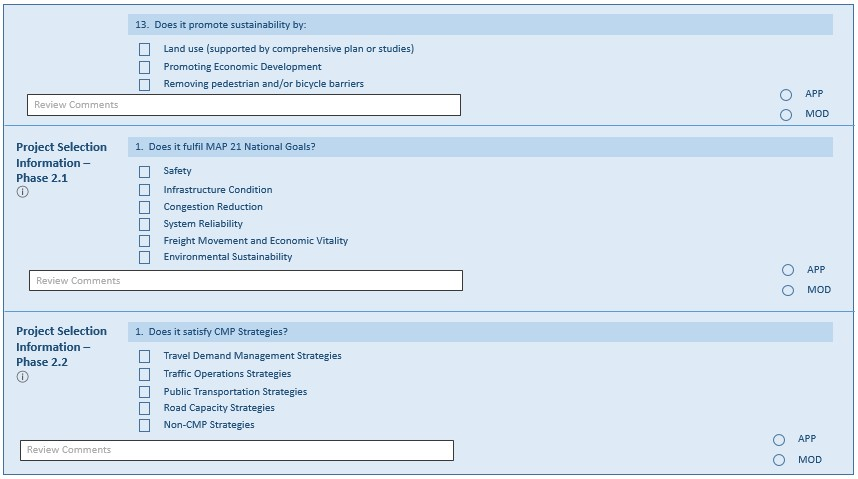 13. Does it promote sustainability by:
Land use (supported by comprehensive plan or studies)
Promoting Economic Development
Removing pedestrian and/or bicycle barriers
Review Comments
APP
MOD
Project Selection
Information –
Phase 2.1
1. Does it fulfil MAP 21 National Goals?
Safety
Infrastructure Condition
Congestion Reduction
System Reliability
Freight Movement and Economic Vitality
Environmental Sustainability
Review Comments
APP
MOD
Project Selection
Information –
Phase 2.2
1. Does it satisfy CMP Strategies?
Travel Demand Management Strategies
Traffic Operations Strategies
Public Transportation Strategies
Road Capacity Strategies
Non-CMP Strategies
Review Comments
APP
MOD